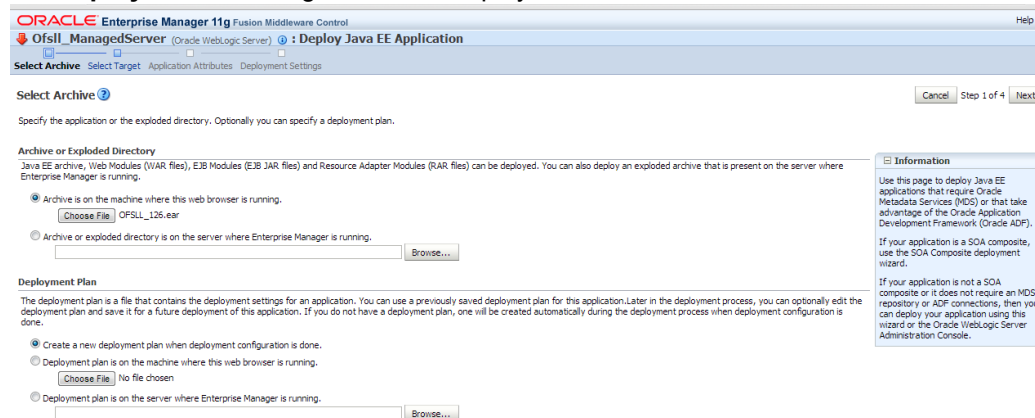 ORACLE Enterprise Manager 11g Fusion Middleware Control
Help
Ofsll_ManagedServer (Oracle WebLogic Server) : Deploy Java EE Application
Select Archive Select Target Application Attributes Deployment Settings
Select Archive
Cancel Step 1 of 4 Next
Specify the application or the exploded directory. Optionally you can specify a deployment plan.
Archive or Exploded Directory
Java EE archive, Web Modules (WAR files), EJB Modules (EJB JAR files) and Resource Adapter Modules (RAR files) can be deployed. You can also deploy an exploded archive that is present on the server where
Enterprise Manager is running.
Archive is on the machine where this web browser is running.
Choose File OFSLL_126.ear
Archive or exploded directory is on the server where Enterprise Manager is running.
Browse...
Deployment Plan
The deployment plan is a file that contains the deployment settings for an application. You can use a previously saved deployment plan for this application.Later in the deployment process, you can optionally edit the
deployment plan and save it for a future deployment of this application. If you do not have a deployment plan, one will be created automatically during the deployment process when deployment configuration is
done.
Create a new deployment plan when deployment configuration is done.
Deployment plan is on the machine where this web browser is running.
Choose File No file chosen
Deployment plan is on the server where Enterprise Manager is running.
Browse...
Information
Use this page to deploy Java EE
applications that require Oracle
Metadata Services (MDS) or that take
advantage of the Oracle Application
Development Framework (Oracle ADF).
If your application is a SOA composite,
use the SOA Composite deployment
wizard.
If your application is not a SOA
composite or it does not require an MDS
repository or ADF connections, then you
can deploy your application using this
wizard or the Oracle WebLogic Server
Administration Console.